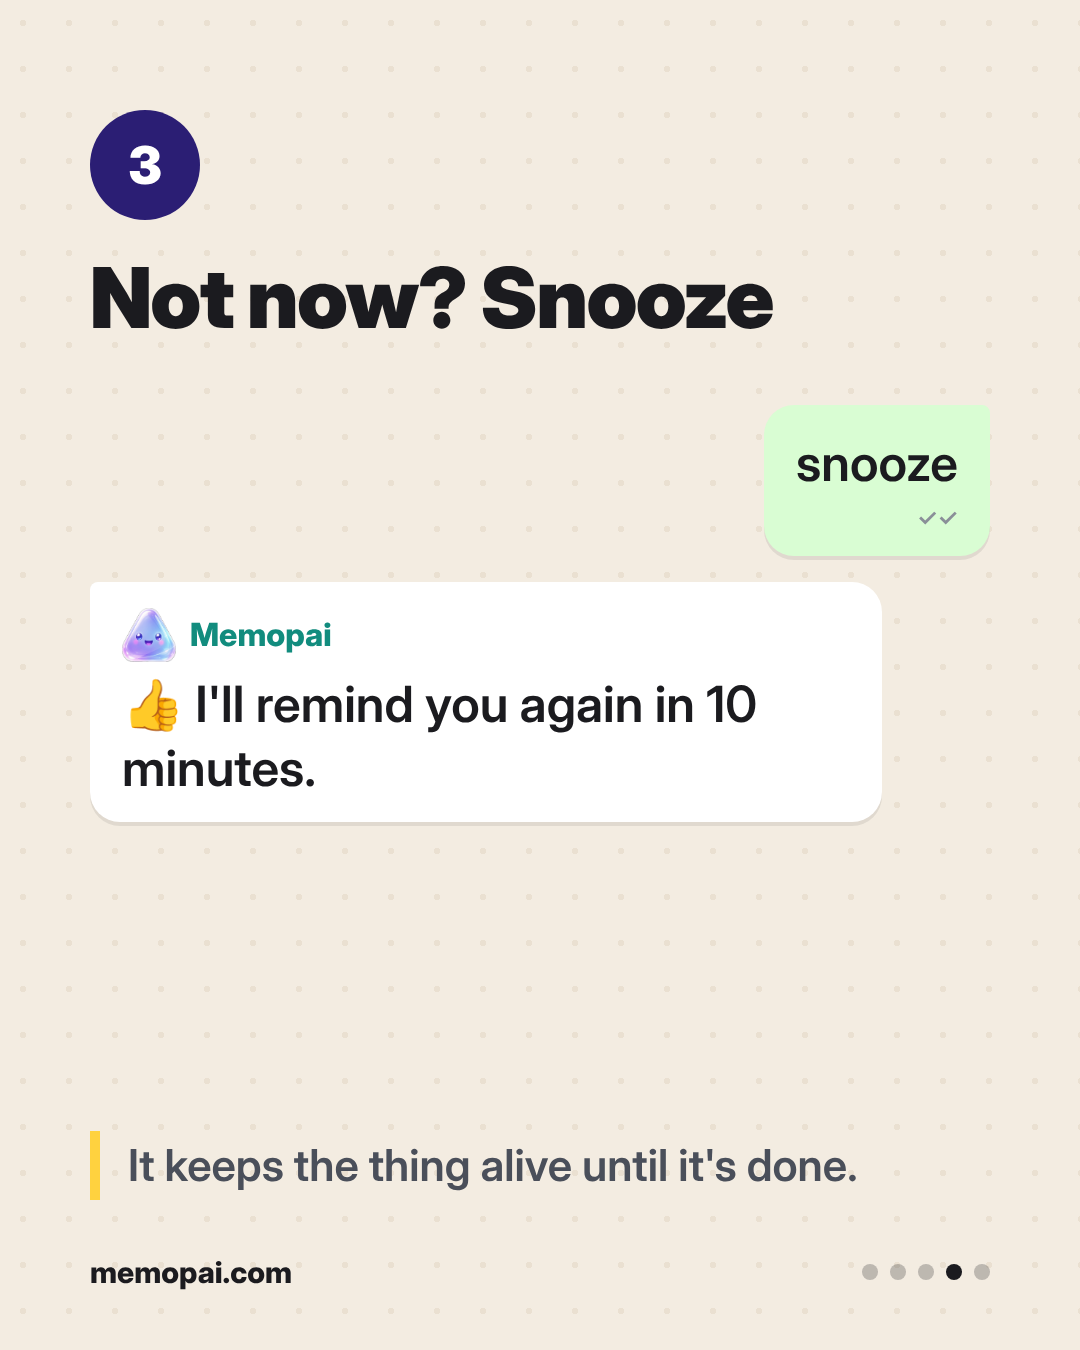 3
Not now? Snooze
snooze
Memopai
👍 I'll remind you again in 10
minutes.
It keeps the thing alive until it's done.
memopai.com